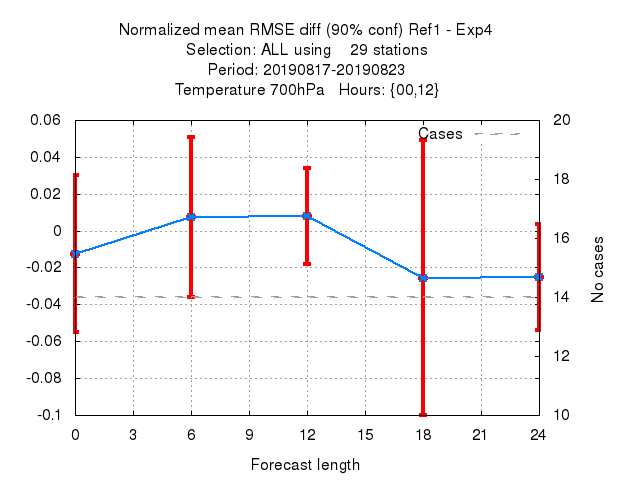 Normalized mean RMSE diff (90% conf) Ref1 - Exp4
Selection: ALL using    29 stations
Period: 20190817-20190823
Temperature 700hPa   Hours: {00,12}
Cases
0.06
0.04
0.02
0
-0.02
-0.04
-0.06
-0.08
-0.1
20
18
16
14
12
10
No cases
0 3 6 9 12 15 18 21 24
Forecast length